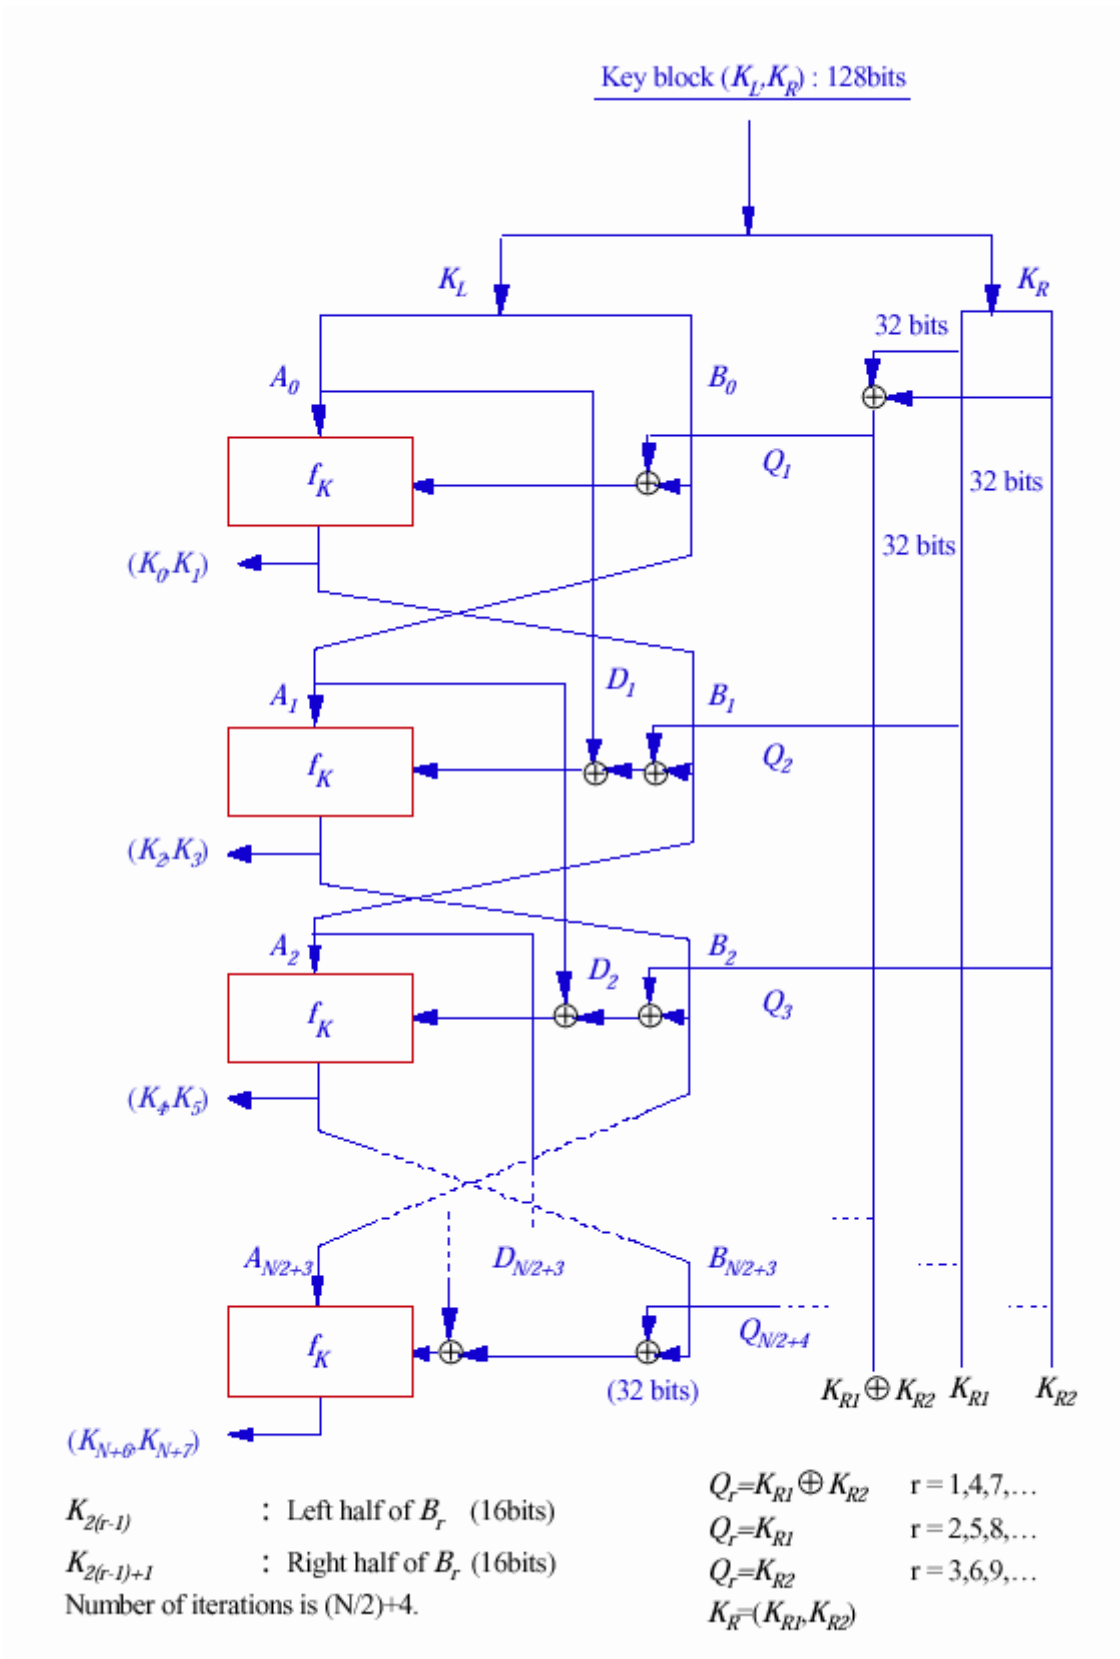 Key block (K_L,K_R) : 128bits
K_L
K_R
32 bits
A_0
B_0
f_K
Q_1
32 bits
32 bits
(K_0,K_1)
D_1
A_1
B_1
f_K
Q_2
(K_2,K_3)
A_2
B_2
D_2
f_K
Q_3
(K_4,K_5)
A_N/2+3
D_N/2+3
B_N/2+3
f_K
Q_N/2+4
(32 bits)
K_R1 ⊕ K_R2
K_R1
K_R2
(K_N+6,K_N+7)
K_2(r-1) : Left half of B_r (16bits)
K_2(r-1)+1 : Right half of B_r (16bits)
Number of iterations is (N/2)+4.
Q_r=K_R1 ⊕ K_R2 r = 1,4,7,…
Q_r=K_R1 r = 2,5,8,…
Q_r=K_R2 r = 3,6,9,…
K_R=(K_R1,K_R2)